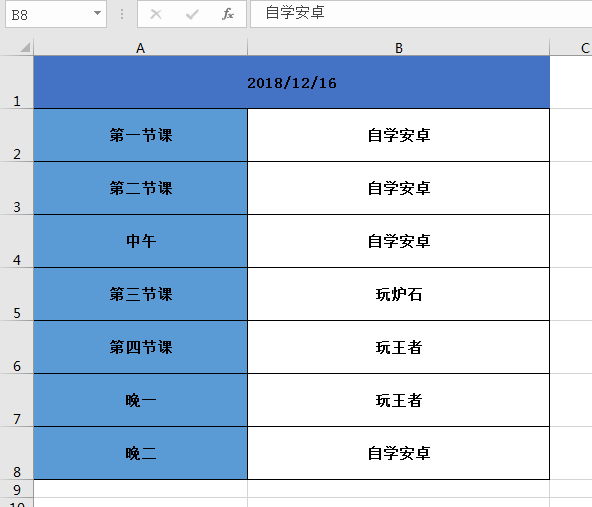 B8 fx 自学安卓
A B C
1 2018/12/16
2 第一节课 自学安卓
3 第二节课 自学安卓
4 中午 自学安卓
5 第三节课 玩炉石
6 第四节课 玩王者
7 晚一 玩王者
8 晚二 自学安卓
9
10